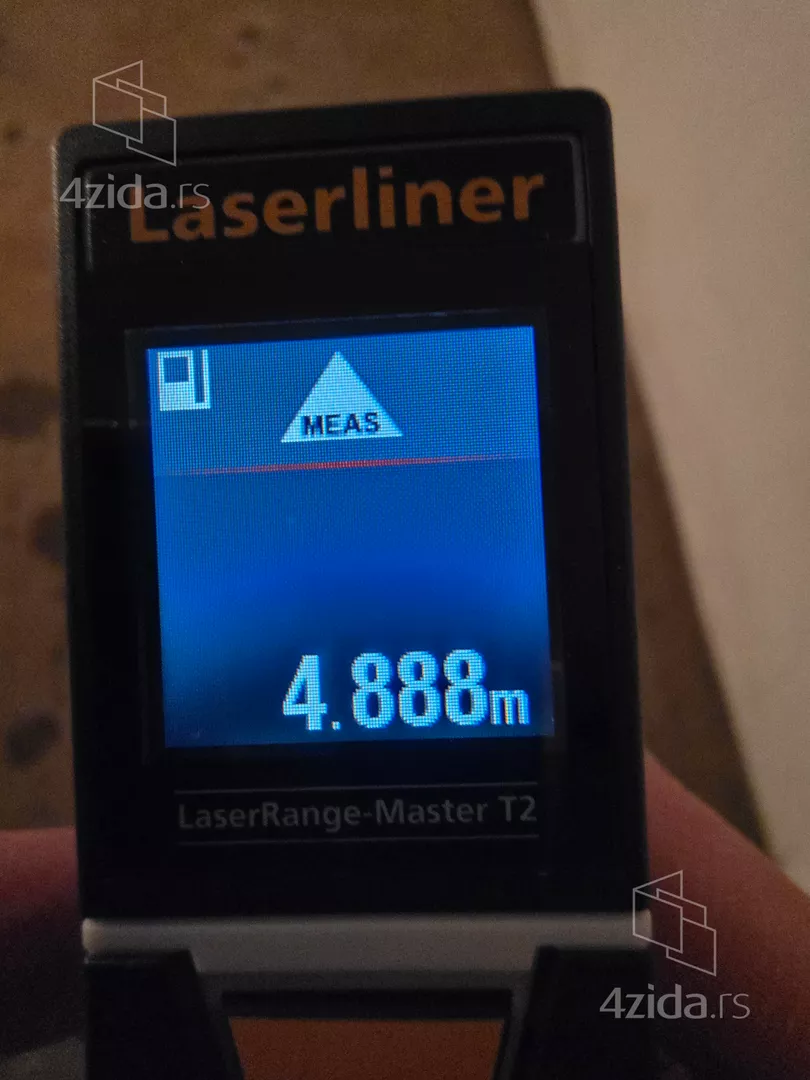 4zida.rs
Laserliner
MEAS
4.888m
LaserRange-Master T2
4zida.rs